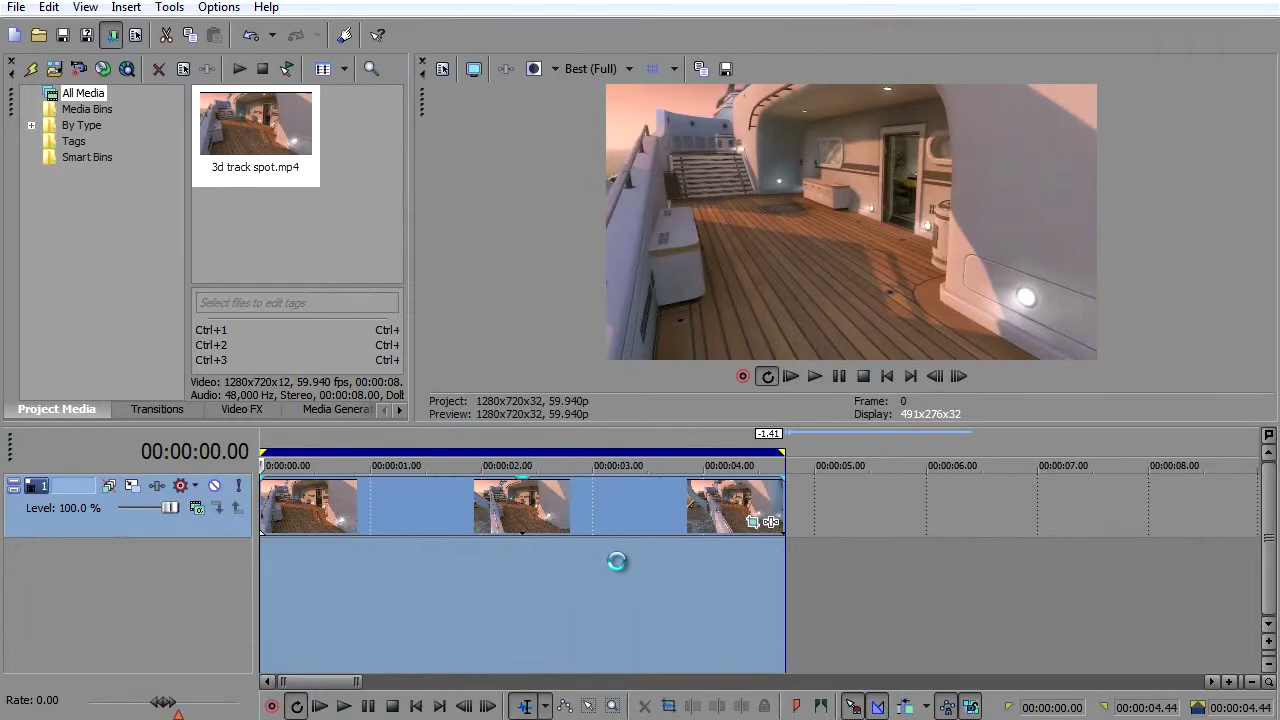 File Edit View Insert Tools Options Help
Best (Full)
All Media
Media Bins
By Type
Tags
Smart Bins
3d track spot.mp4
Select files to edit tags
Ctrl+1 Ctrl+
Ctrl+2 Ctrl+
Ctrl+3 Ctrl+
Video: 1280x720x12, 59.940 fps, 00:00:08.
Audio: 48,000 Hz, Stereo, 00:00:08.00, Dolt
Project Media Transitions Video FX Media Genera
Project: 1280x720x32, 59.940p
Preview: 1280x720x32, 59.940p
Frame: 0
Display: 491x276x32
-1.41
00:00:00.00
0:00:00.00 00:00:01.00 00:00:02.00 00:00:03.00 00:00:04.00 00:00:05.00 00:00:06.00 00:00:07.00 00:00:08.00
1
Level: 100.0 %
Rate: 0.00
00:00:00.00 00:00:04.44 00:00:04.44